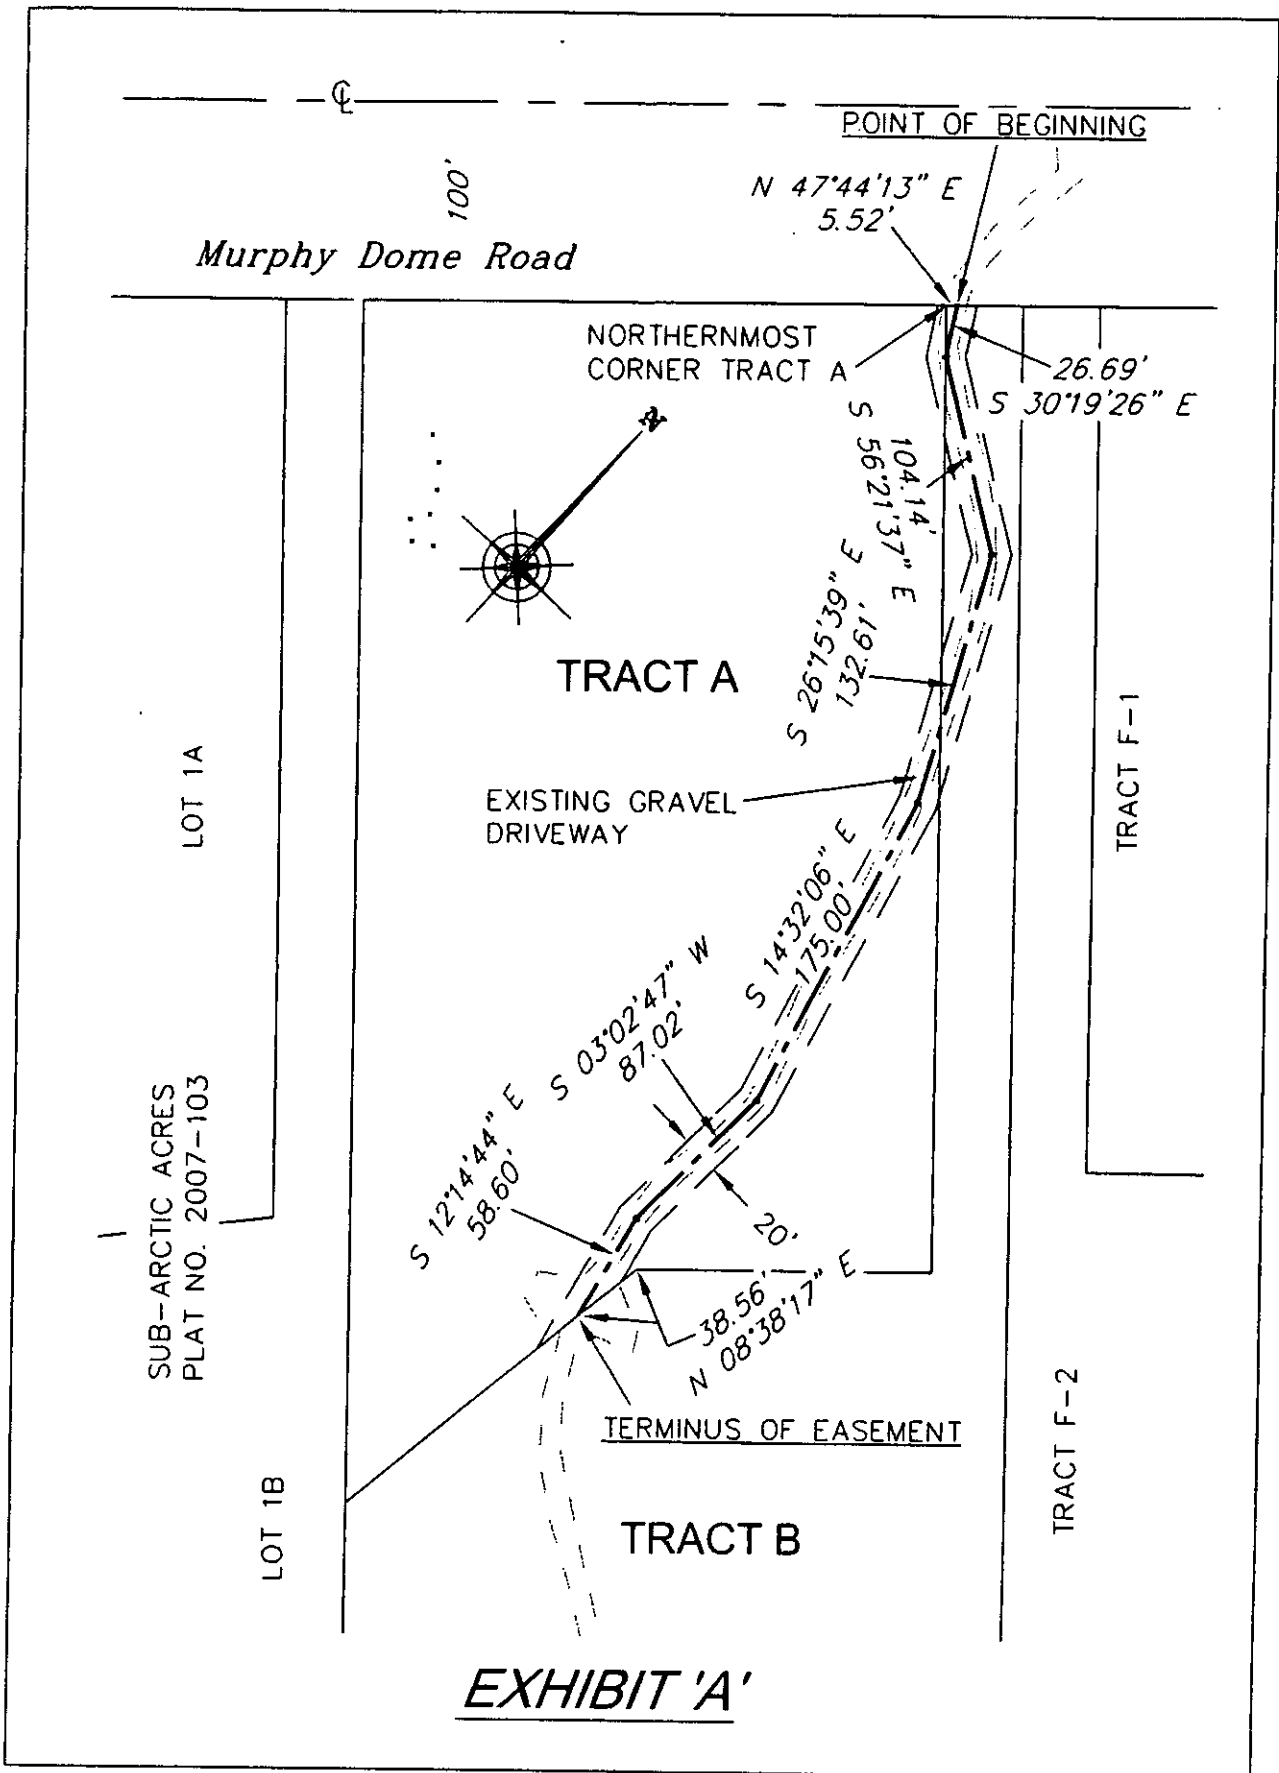 ℄
POINT OF BEGINNING
N 47°44'13" E
5.52'
100'
Murphy Dome Road
NORTHERNMOST
CORNER TRACT A
26.69'
S 30°19'26" E
104.14'
S 56°21'37" E
N
S 26°15'39" E
132.61'
TRACT A
LOT 1A
TRACT F-1
EXISTING GRAVEL
DRIVEWAY
S 14°32'06" E
175.00'
S 03°02'47" W
87.02'
S 12°14'44" E
58.60'
SUB-ARCTIC ACRES
PLAT NO. 2007-103
20'
38.56'
N 08°38'17" E
TERMINUS OF EASEMENT
TRACT F-2
LOT 1B
TRACT B
EXHIBIT 'A'